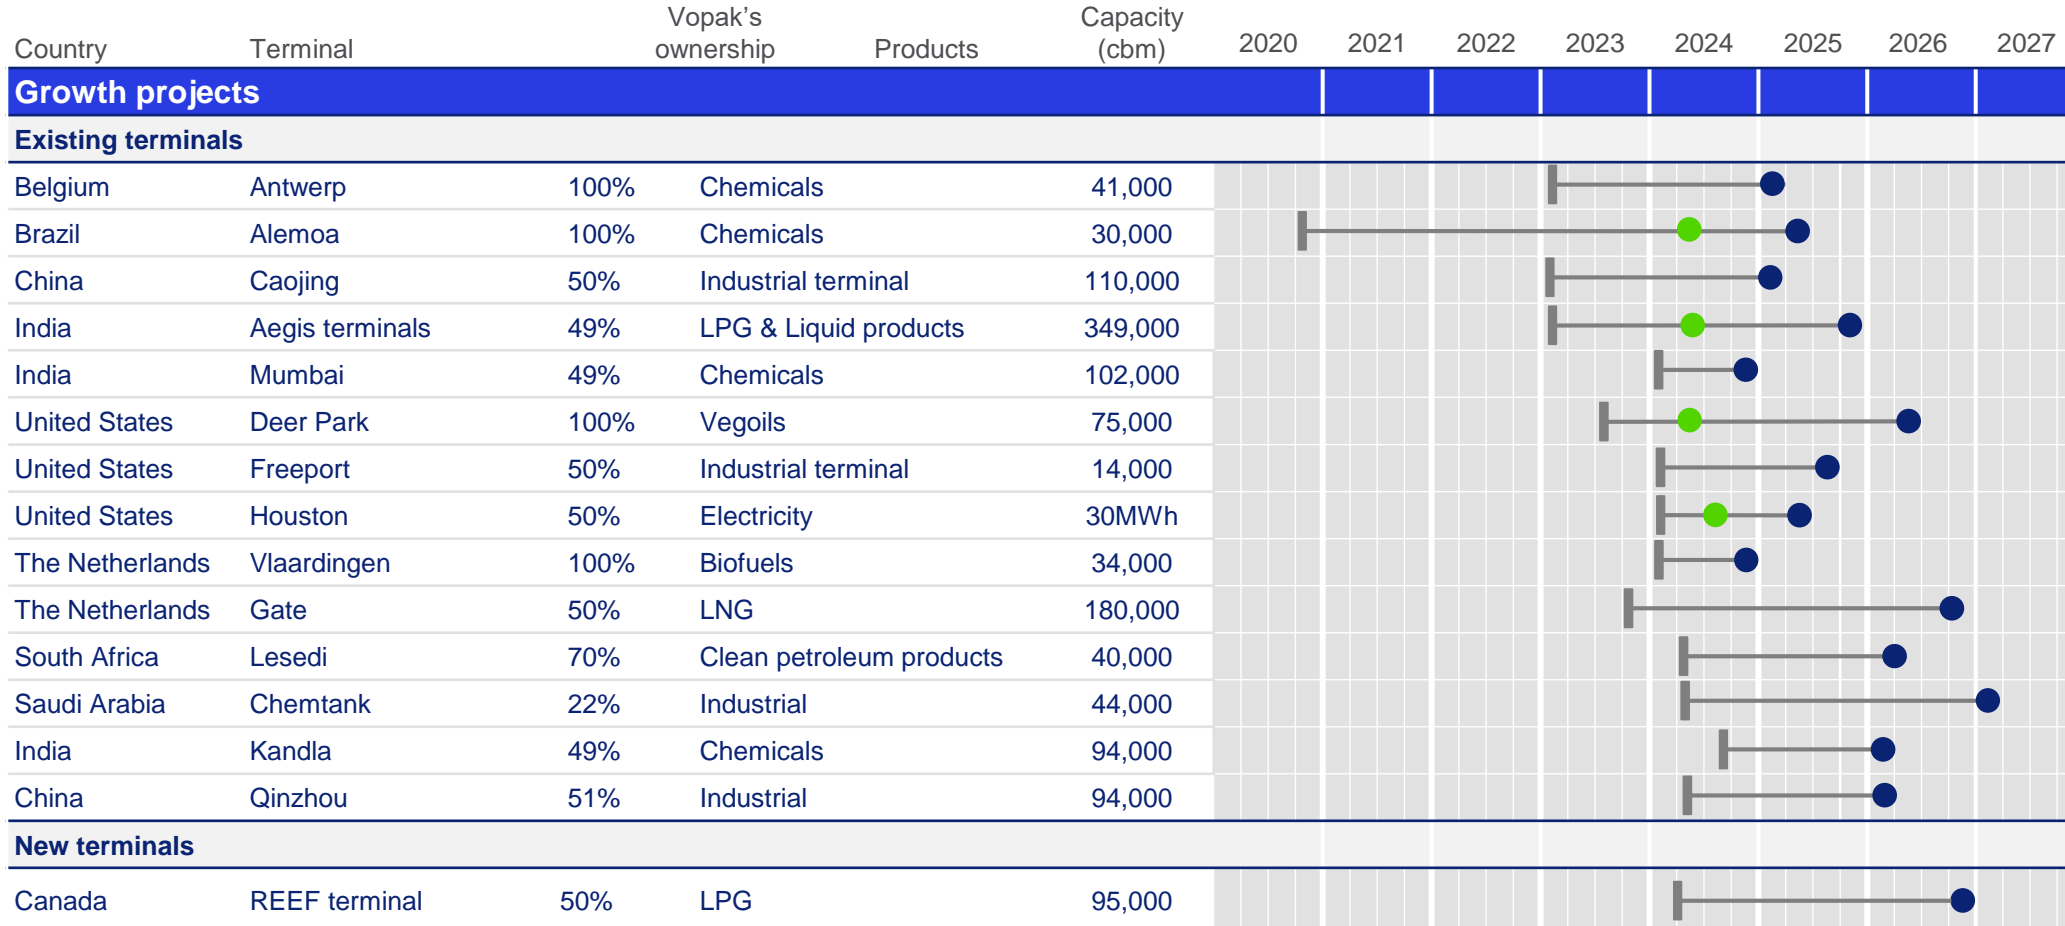 Country Terminal Vopak's ownership Products Capacity (cbm) 2020 2021 2022 2023 2024 2025 2026 2027
Growth projects
Existing terminals
Belgium Antwerp 100% Chemicals 41,000
Brazil Alemoa 100% Chemicals 30,000
China Caojing 50% Industrial terminal 110,000
India Aegis terminals 49% LPG & Liquid products 349,000
India Mumbai 49% Chemicals 102,000
United States Deer Park 100% Vegoils 75,000
United States Freeport 50% Industrial terminal 14,000
United States Houston 50% Electricity 30MWh
The Netherlands Vlaardingen 100% Biofuels 34,000
The Netherlands Gate 50% LNG 180,000
South Africa Lesedi 70% Clean petroleum products 40,000
Saudi Arabia Chemtank 22% Industrial 44,000
India Kandla 49% Chemicals 94,000
China Qinzhou 51% Industrial 94,000
New terminals
Canada REEF terminal 50% LPG 95,000